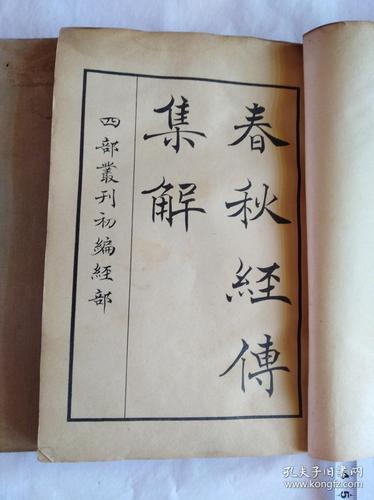 春秋經傳
集解
四部叢刊初編經部
孔夫子旧书网